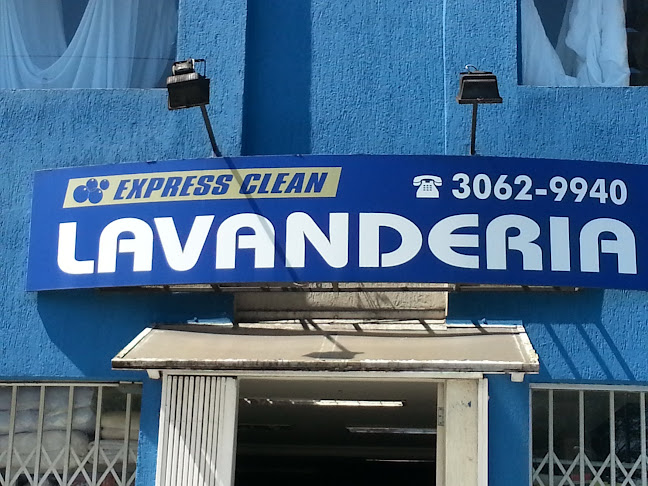 EXPRESS CLEAN
☎ 3062-9940
LAVANDERIA